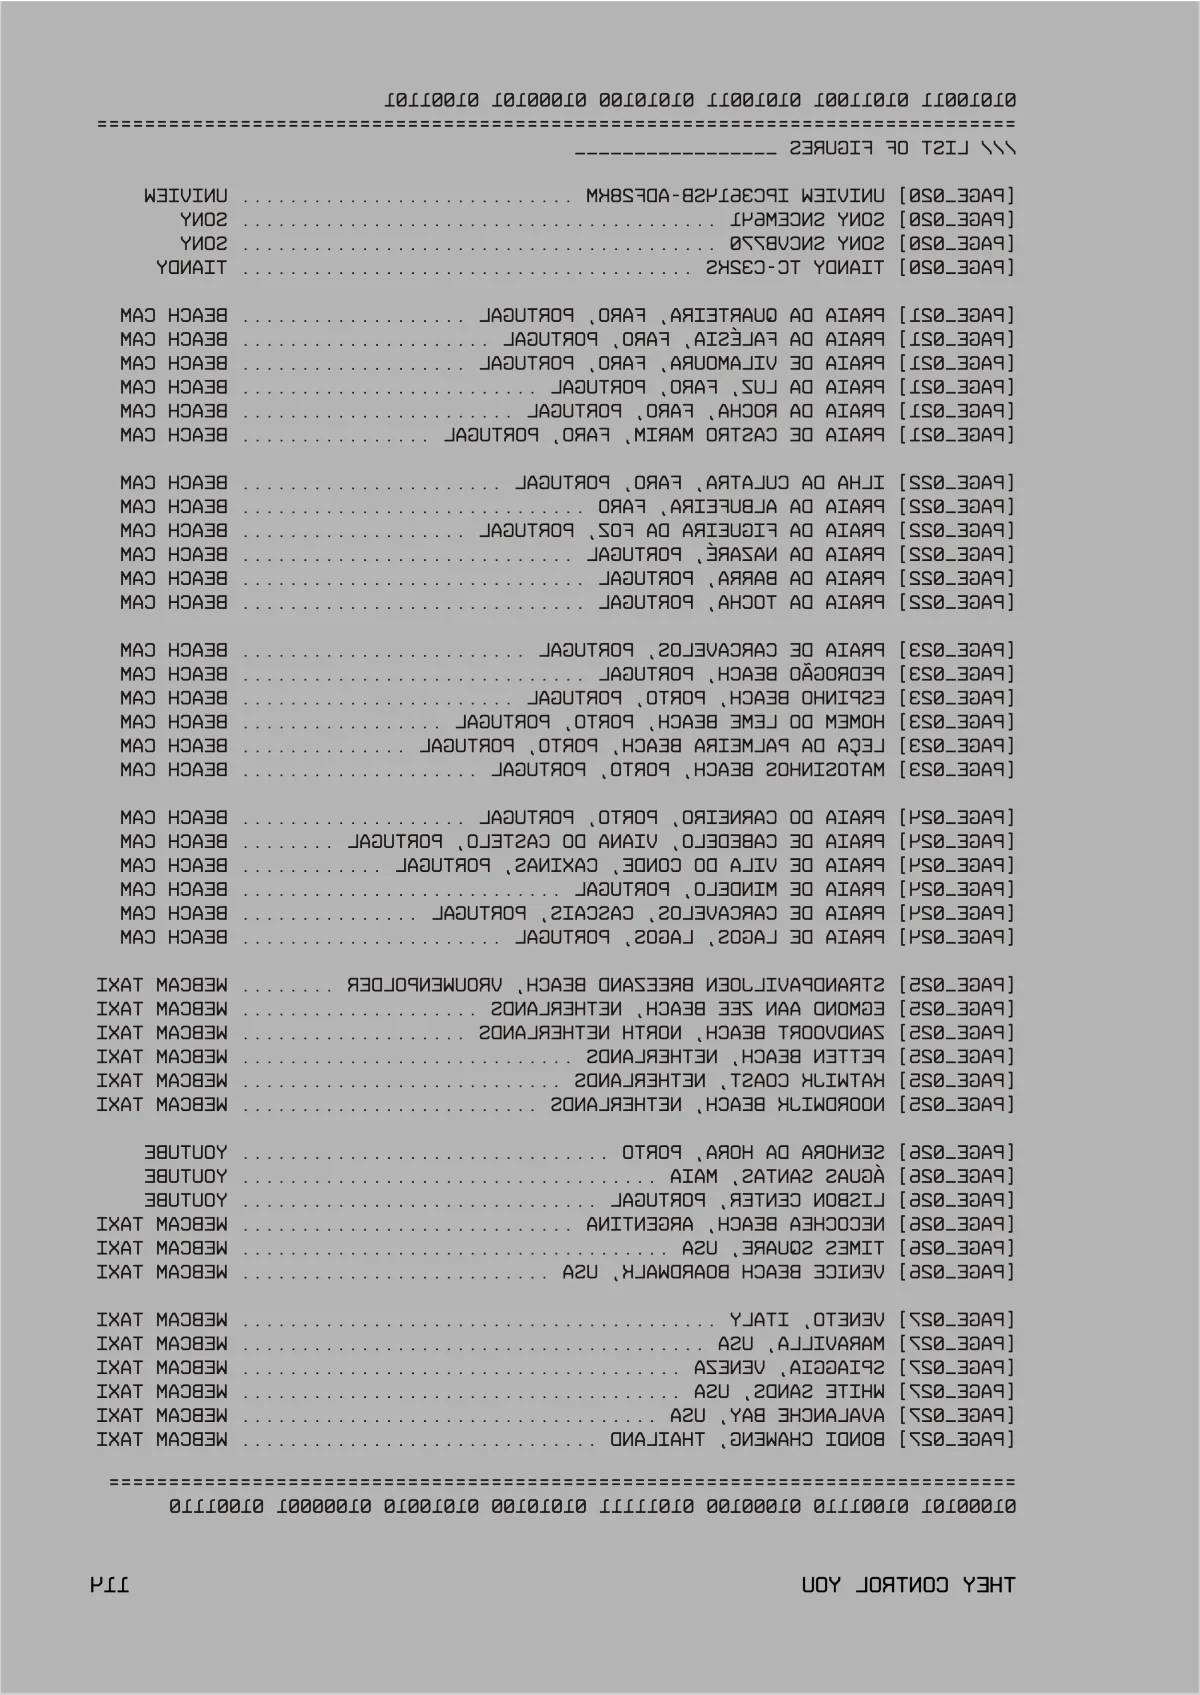 01010011 01011001 01010011 01010100 01000101 01001101
=============================================================================
/// LIST OF FIGURES _________________
[PAGE_020] UNIVIEW IPC3614SB-ADF28KM ............................ UNIVIEW
[PAGE_020] SONY SNCEM641 ........................................ SONY
[PAGE_020] SONY SNCVB770 ........................................ SONY
[PAGE_020] TIANDY TC-C32KS ...................................... TIANDY
[PAGE_021] PRAIA DA QUARTEIRA, FARO, PORTUGAL ................... BEACH CAM
[PAGE_021] PRAIA DA FALÉSIA, FARO, PORTUGAL ..................... BEACH CAM
[PAGE_021] PRAIA DE VILAMOURA, FARO, PORTUGAL ................... BEACH CAM
[PAGE_021] PRAIA DA LUZ, FARO, PORTUGAL ......................... BEACH CAM
[PAGE_021] PRAIA DA ROCHA, FARO, PORTUGAL ....................... BEACH CAM
[PAGE_021] PRAIA DE CASTRO MARIM, FARO, PORTUGAL ................ BEACH CAM
[PAGE_022] ILHA DA CULATRA, FARO, PORTUGAL ...................... BEACH CAM
[PAGE_022] PRAIA DA ALBUFEIRA, FARO ............................. BEACH CAM
[PAGE_022] PRAIA DA FIGUEIRA DA FOZ, PORTUGAL ................... BEACH CAM
[PAGE_022] PRAIA DA NAZARÉ, PORTUGAL ............................ BEACH CAM
[PAGE_022] PRAIA DA BARRA, PORTUGAL ............................. BEACH CAM
[PAGE_022] PRAIA DA TOCHA, PORTUGAL ............................. BEACH CAM
[PAGE_023] PRAIA DE CARCAVELOS, PORTUGAL ........................ BEACH CAM
[PAGE_023] PEDROGÃO BEACH, PORTUGAL ............................. BEACH CAM
[PAGE_023] ESPINHO BEACH, PORTO, PORTUGAL ....................... BEACH CAM
[PAGE_023] HOMEM DO LEME BEACH, PORTO, PORTUGAL .................. BEACH CAM
[PAGE_023] LEÇA DA PALMEIRA BEACH, PORTO, PORTUGAL .............. BEACH CAM
[PAGE_023] MATOSINHOS BEACH, PORTO, PORTUGAL .................... BEACH CAM
[PAGE_024] PRAIA DO CARNEIRO, PORTO, PORTUGAL ................... BEACH CAM
[PAGE_024] PRAIA DE CABEDELO, VIANA DO CASTELO, PORTUGAL ........ BEACH CAM
[PAGE_024] PRAIA DE VILA DO CONDE, CAXINAS, PORTUGAL ............ BEACH CAM
[PAGE_024] PRAIA DE MINDELO, PORTUGAL ........................... BEACH CAM
[PAGE_024] PRAIA DE CARCAVELOS, CASCAIS, PORTUGAL ............... BEACH CAM
[PAGE_024] PRAIA DE LAGOS, LAGOS, PORTUGAL ...................... BEACH CAM
[PAGE_025] STRANDPAVILJOEN BREEZAND BEACH, VROUWENPOLDER ........ WEBCAM TAXI
[PAGE_025] EGMOND AAN ZEE BEACH, NETHERLANDS .................... WEBCAM TAXI
[PAGE_025] ZANDVOORT BEACH, NORTH NETHERLANDS ................... WEBCAM TAXI
[PAGE_025] PETTEN BEACH, NETHERLANDS ............................ WEBCAM TAXI
[PAGE_025] KATWIJK COAST, NETHERLANDS ........................... WEBCAM TAXI
[PAGE_025] NOORDWIJK BEACH, NETHERLANDS ......................... WEBCAM TAXI
[PAGE_026] SENHORA DA HORA, PORTO ............................... YOUTUBE
[PAGE_026] ÁGUAS SANTAS, MAIA ................................... YOUTUBE
[PAGE_026] LISBON CENTER, PORTUGAL .............................. YOUTUBE
[PAGE_026] NECOCHEA BEACH, ARGENTINA ............................ WEBCAM TAXI
[PAGE_026] TIMES SQUARE, USA .................................... WEBCAM TAXI
[PAGE_026] VENICE BEACH BOARDWALK, USA .......................... WEBCAM TAXI
[PAGE_027] VENETO, ITALY ........................................ WEBCAM TAXI
[PAGE_027] MARAVILLA, USA ....................................... WEBCAM TAXI
[PAGE_027] SPIAGGIA, VENEZA ..................................... WEBCAM TAXI
[PAGE_027] WHITE SANDS, USA ..................................... WEBCAM TAXI
[PAGE_027] AVALANCHE BAY, USA ................................... WEBCAM TAXI
[PAGE_027] BONDI CHAWENG, THAILAND .............................. WEBCAM TAXI
============================================================================
01000101 01001110 01000100 01011111 01010100 01010010 01000001 01001110
THEY CONTROL YOU 114